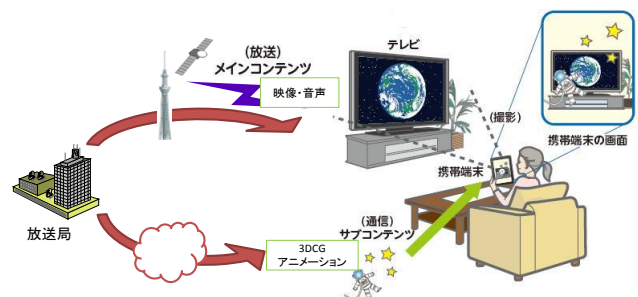 (放送)
メインコンテンツ
映像・音声
テレビ
(撮影)
携帯端末の画面
携帯端末
放送局
(通信)
サブコンテンツ
3DCG
アニメーション